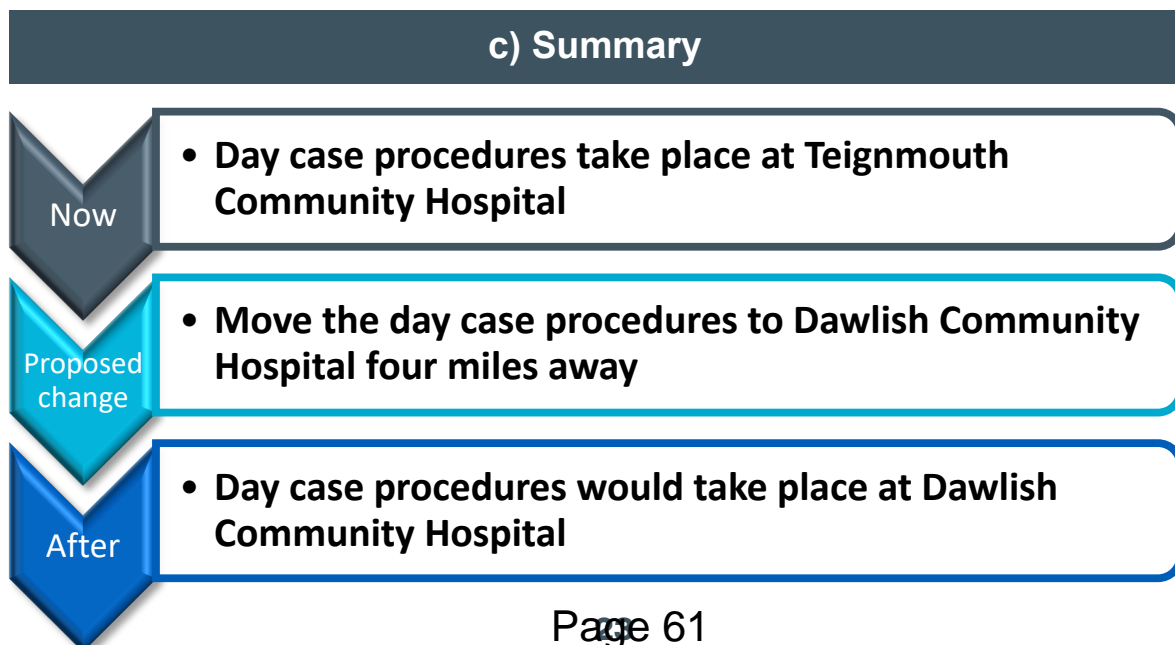 c) Summary
Now
• Day case procedures take place at Teignmouth
Community Hospital
Proposed
change
• Move the day case procedures to Dawlish Community
Hospital four miles away
After
• Day case procedures would take place at Dawlish
Community Hospital
23
Page 61